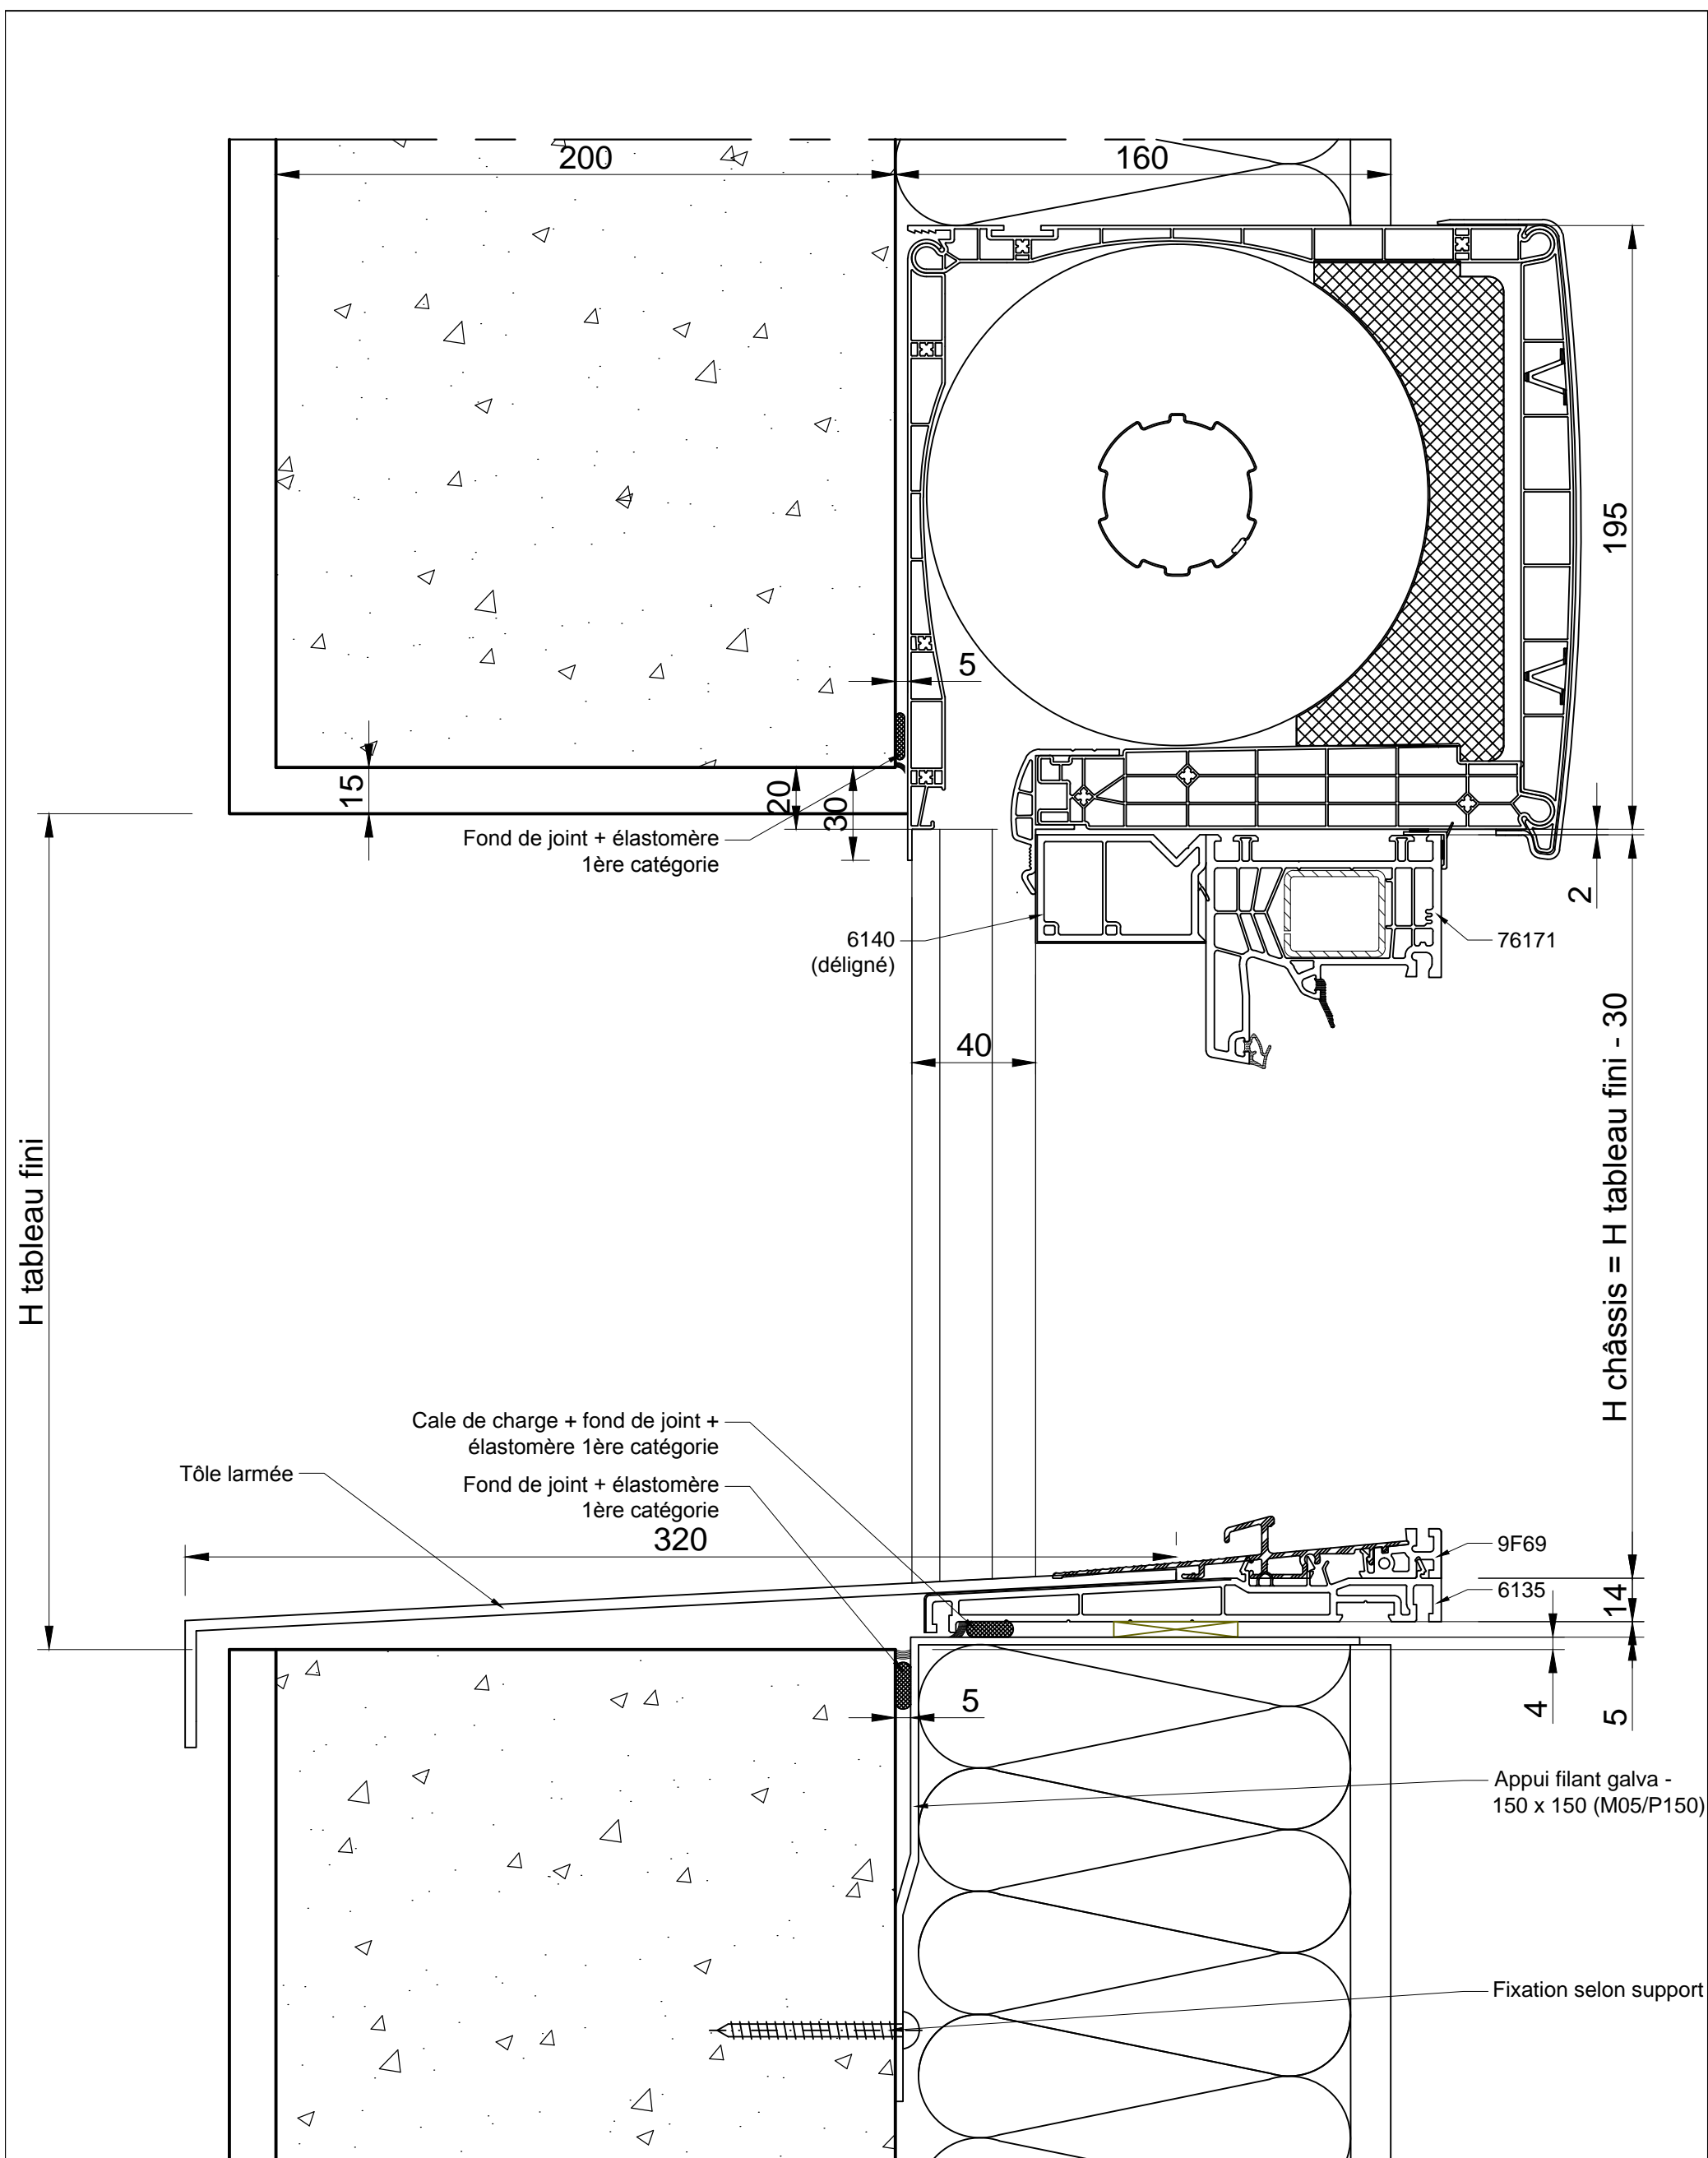 200
160
195
5
15
20
30
Fond de joint + élastomère
1ère catégorie
2
6140
(déligné)
76171
40
H tableau fini
H châssis = H tableau fini - 30
Cale de charge + fond de joint +
élastomère 1ère catégorie
Tôle larmée
Fond de joint + élastomère
1ère catégorie
320
9F69
6135
14
5
4
5
Appui filant galva -
150 x 150 (M05/P150)
Fixation selon support